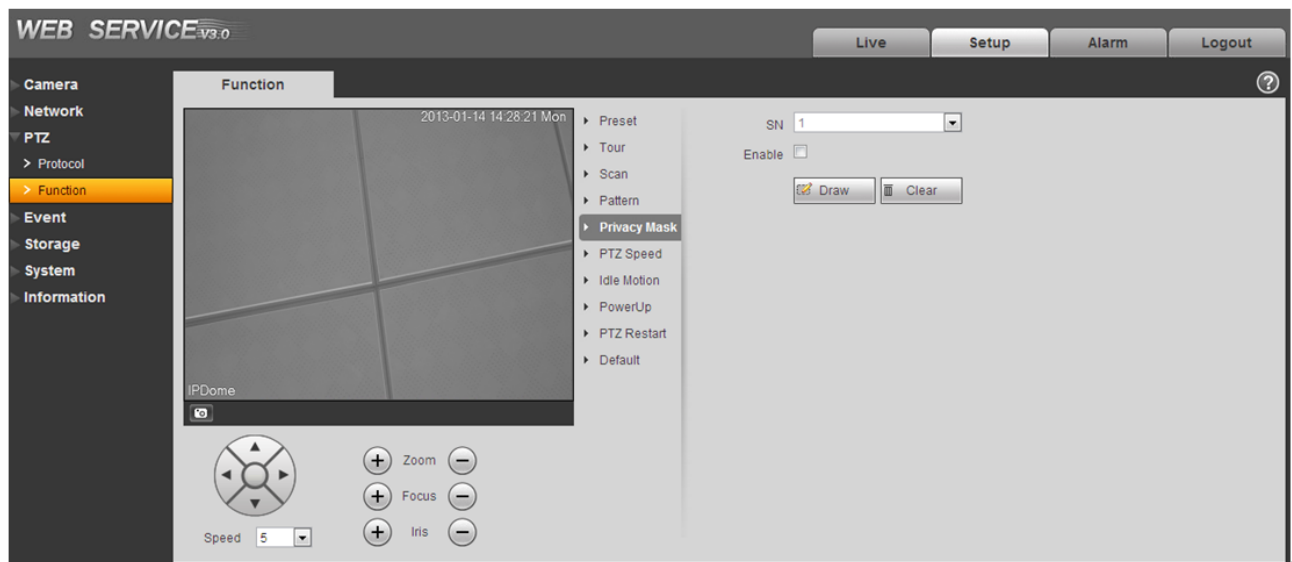 WEB SERVICE V3.0
Live Setup Alarm Logout
Camera
Network
PTZ
> Protocol
> Function
Event
Storage
System
Information
Function
?
2013-01-14 14:28:21 Mon
IPDome
Speed 5
+ Zoom −
+ Focus −
+ Iris −
Preset
Tour
Scan
Pattern
Privacy Mask
PTZ Speed
Idle Motion
PowerUp
PTZ Restart
Default
SN 1
Enable
Draw Clear